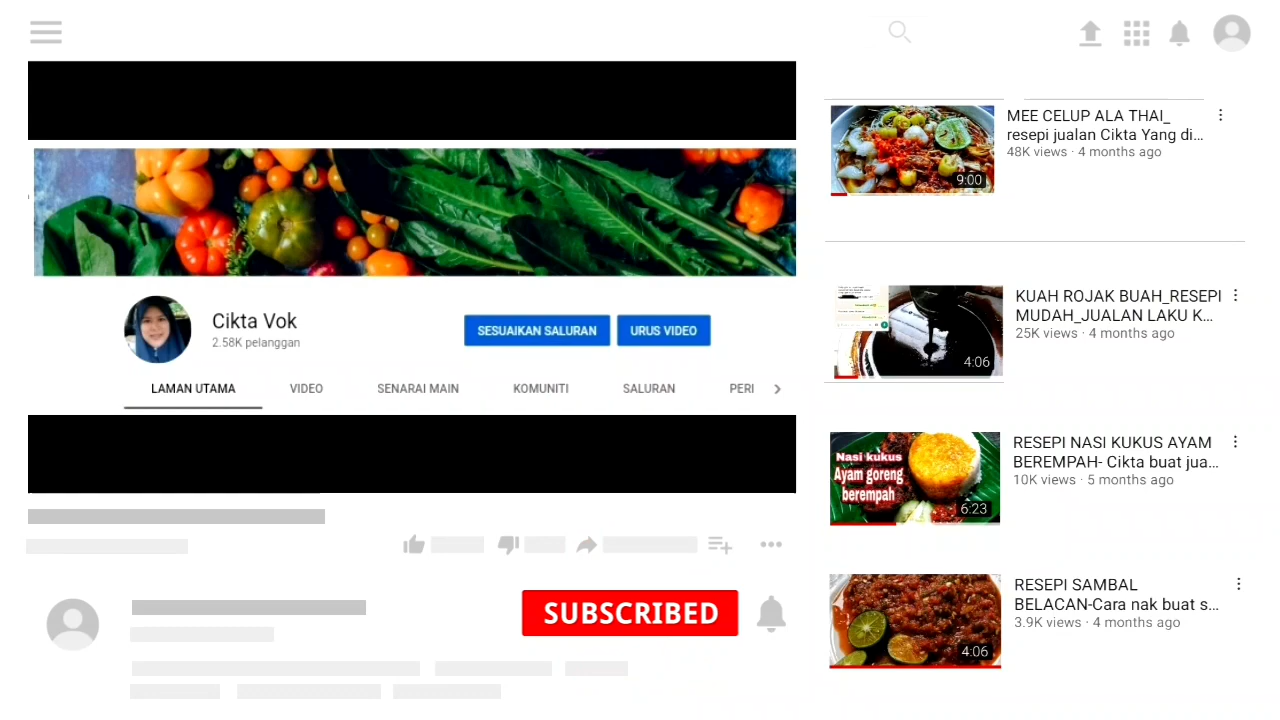 Cikta Vok
2.58K pelanggan
SESUAIKAN SALURAN
URUS VIDEO
LAMAN UTAMA
VIDEO
SENARAI MAIN
KOMUNITI
SALURAN
PERI
SUBSCRIBED
9:00
MEE CELUP ALA THAI_
resepi jualan Cikta Yang di...
48K views · 4 months ago
4:06
KUAH ROJAK BUAH_RESEPI
MUDAH_JUALAN LAKU K...
25K views · 4 months ago
Nasi kukus
Ayam goreng
berempah
6:23
RESEPI NASI KUKUS AYAM
BEREMPAH- Cikta buat jua...
10K views · 5 months ago
4:06
RESEPI SAMBAL
BELACAN-Cara nak buat s...
3.9K views · 4 months ago